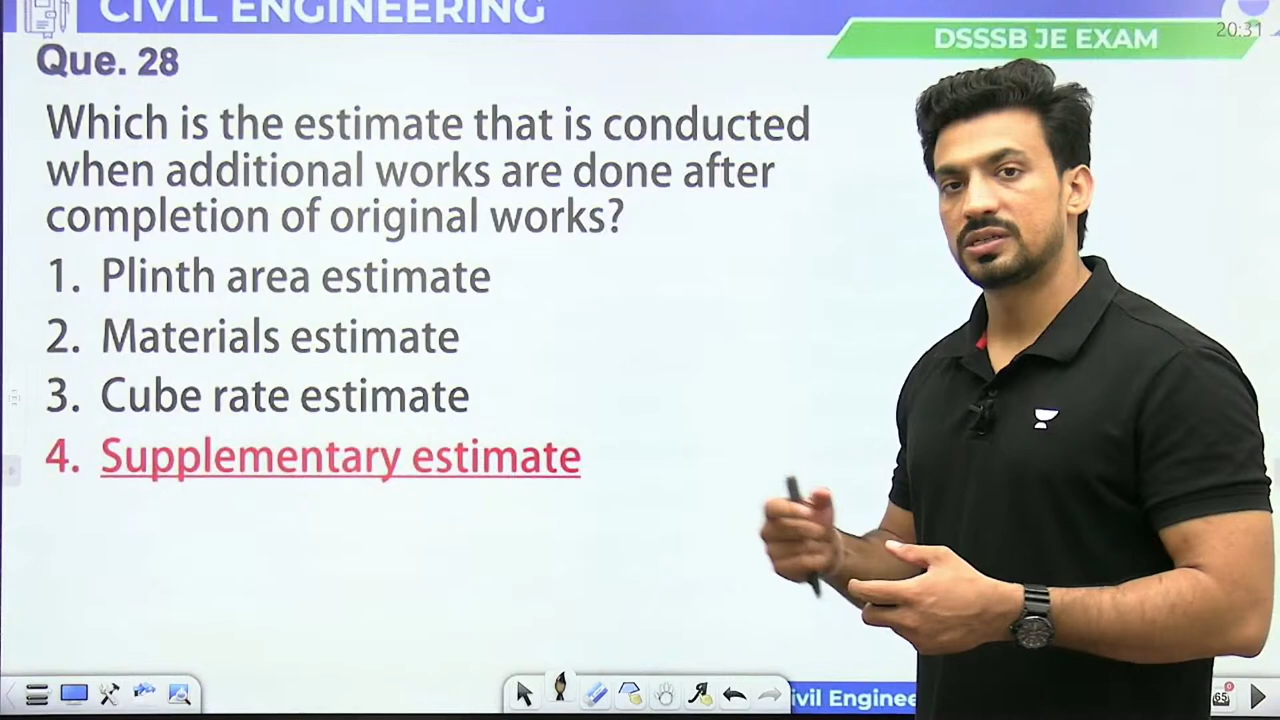 CIVIL ENGINEERING
DSSSB JE EXAM
20:31
Que. 28
Which is the estimate that is conducted
when additional works are done after
completion of original works?
1. Plinth area estimate
2. Materials estimate
3. Cube rate estimate
4. Supplementary estimate
ivil Enginee
65